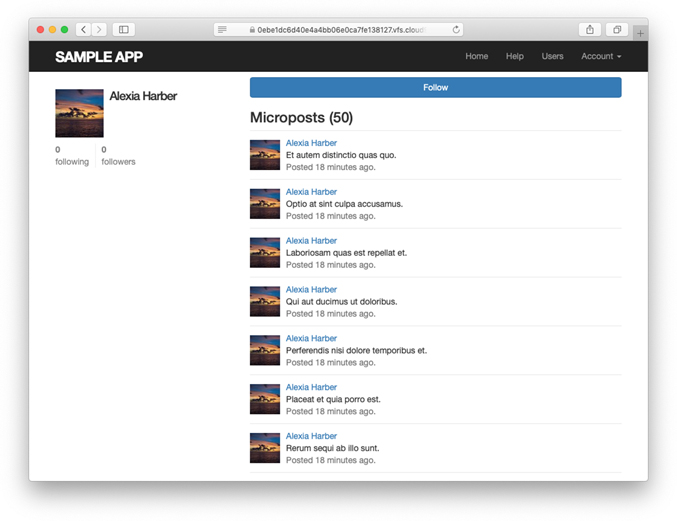 0ebe1dc6d40e4a4bb06e0ca7fe138127.vfs.cloud
SAMPLE APP
Home Help Users Account
Alexia Harber
0 0
following followers
Follow
Microposts (50)
Alexia Harber
Et autem distinctio quas quo.
Posted 18 minutes ago.
Alexia Harber
Optio at sint culpa accusamus.
Posted 18 minutes ago.
Alexia Harber
Laboriosam quas est repellat et.
Posted 18 minutes ago.
Alexia Harber
Qui aut ducimus ut doloribus.
Posted 18 minutes ago.
Alexia Harber
Perferendis nisi dolore temporibus et.
Posted 18 minutes ago.
Alexia Harber
Placeat et quia porro est.
Posted 18 minutes ago.
Alexia Harber
Rerum sequi ab illo sunt.
Posted 18 minutes ago.